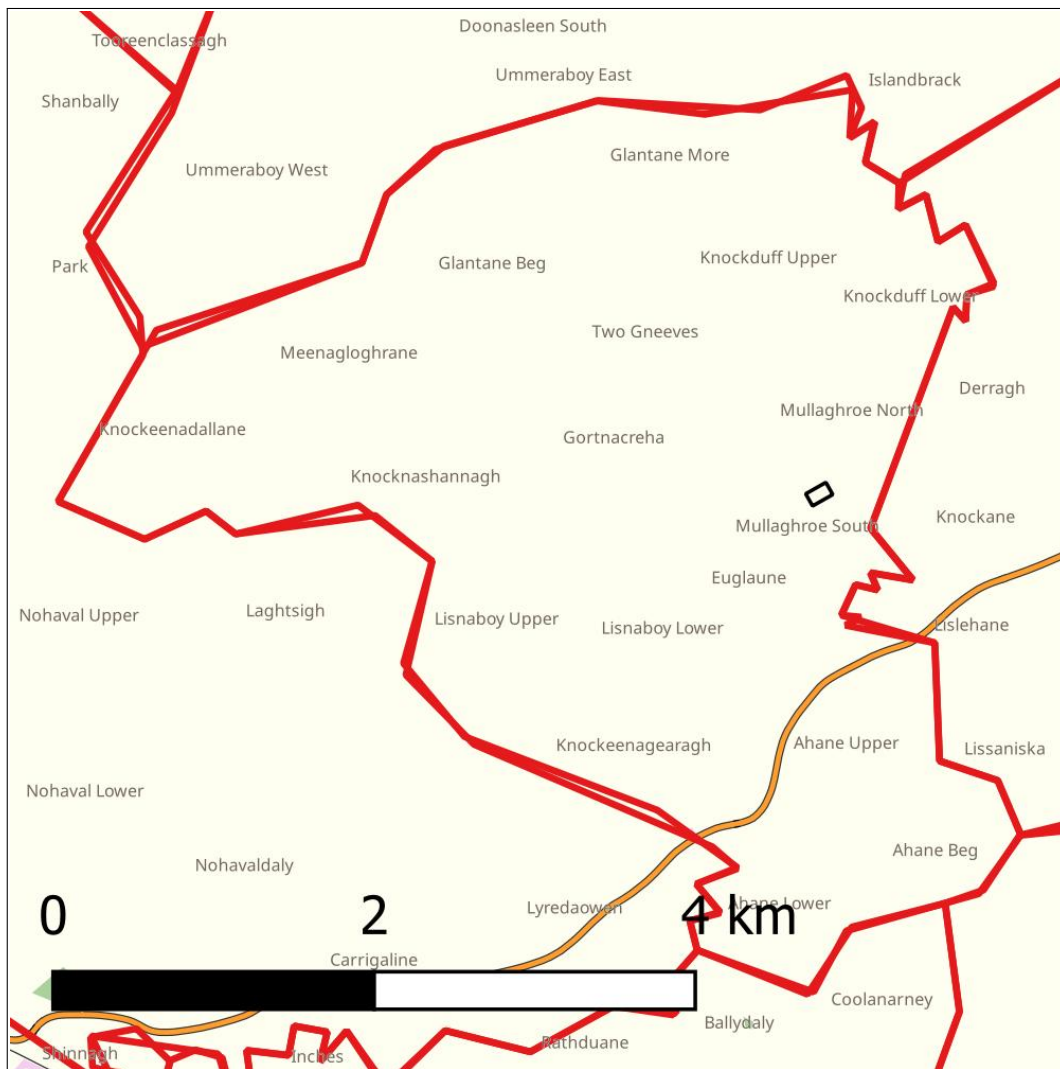 Doonasleen South
Tooreenclassagh
Ummeraboy East
Islandbrack
Shanbally
Glantane More
Ummeraboy West
Knockduff Upper
Park
Glantane Beg
Knockduff Lower
Two Gneeves
Meenagloghrane
Derragh
Mullaghroe North
Knockeenadallane
Gortnacreha
Knocknashannagh
Knockane
Mullaghroe South
Euglaune
Laghtsigh
Nohaval Upper
Lisnaboy Upper
Lisnaboy Lower
Lislehane
Ahane Upper
Knockeenagearagh
Lissaniska
Nohaval Lower
Ahane Beg
Nohavaldaly
Ahane Lower
Lyredaowen
0 2 4 km
Carrigaline
Coolanarney
Ballydaly
Rathduane
Shinnagh
Inches